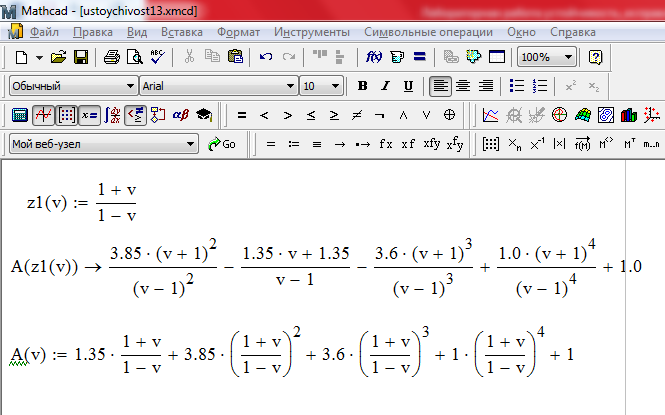 Mathcad - [ustoychivost13.xmcd]
Файл Правка Вид Вставка Формат Инструменты Символьные операции Окно Справка
100%
Обычный Arial 10 B I U
= < > ≤ ≥ ≠ ¬ ∧ ∨ ⊕
Мой веб-узел Go = := ≡ → •→ f x x f x f y x f y
z1(v) := (1 + v)/(1 − v)
A(z1(v)) → 3.85·(v + 1)^2/(v − 1)^2 − (1.35·v + 1.35)/(v − 1) − 3.6·(v + 1)^3/(v − 1)^3 + 1.0·(v + 1)^4/(v − 1)^4 + 1.0
A(v) := 1.35·(1 + v)/(1 − v) + 3.85·((1 + v)/(1 − v))^2 + 3.6·((1 + v)/(1 − v))^3 + 1·((1 + v)/(1 − v))^4 + 1